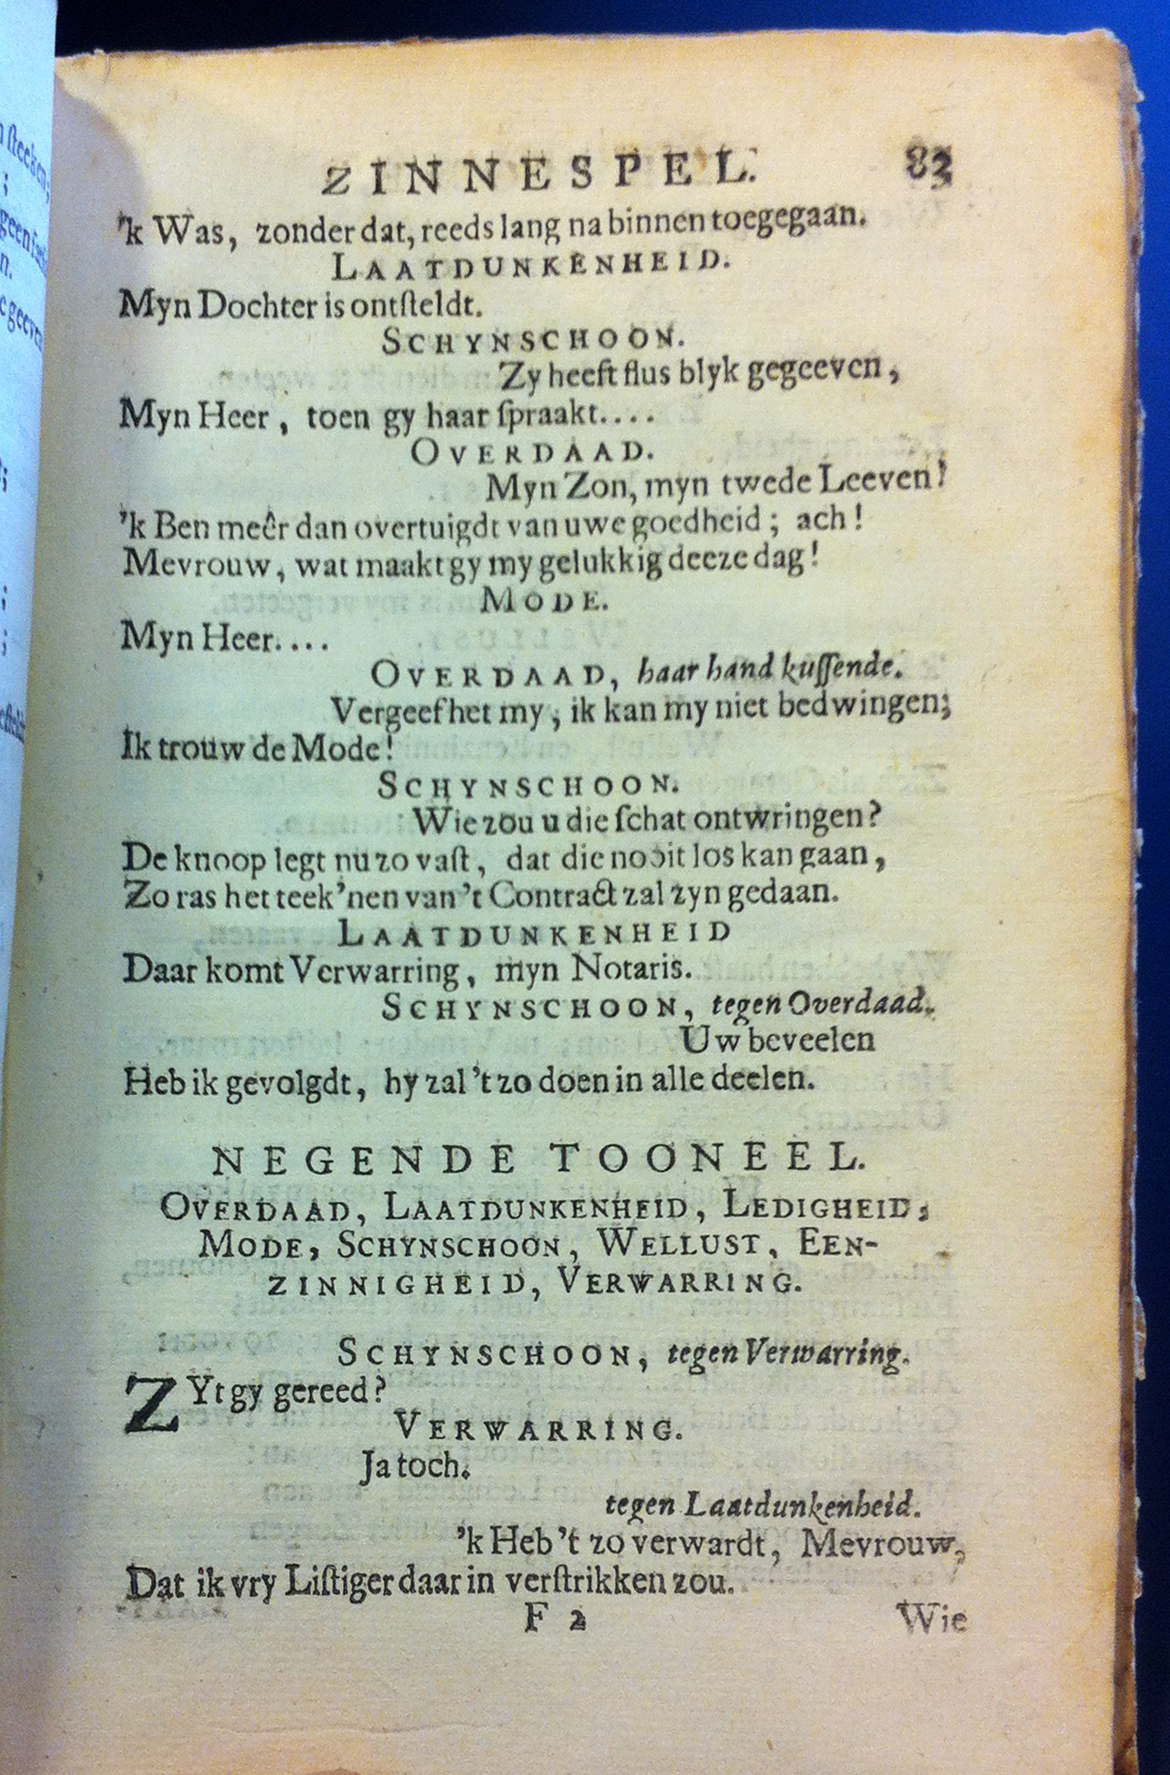 ZINNESPEL. 83
'k Was, zonder dat, reeds lang na binnen toegegaan.
LAATDUNKENHEID.
Myn Dochter is ontſteldt.
SCHYNSCHOON.
Zy heeft flus blyk gegeeven,
Myn Heer, toen gy haar ſpraakt....
OVERDAAD.
Myn Zon, myn twede Leeven!
'k Ben meêr dan overtuigdt van uwe goedheid; ach!
Mevrouw, wat maakt gy my gelukkig deeze dag!
MODE.
Myn Heer....
OVERDAAD, haar hand kuſſende.
Vergeef het my, ik kan my niet bedwingen;
Ik trouw de Mode!
SCHYNSCHOON.
Wie zou u die ſchat ontwringen?
De knoop legt nu zo vaſt, dat die nooit los kan gaan,
Zo ras het teek'nen van 't Contract zal zyn gedaan.
LAATDUNKENHEID
Daar komt Verwarring, myn Notaris.
SCHYNSCHOON, tegen Overdaad.
Uw beveelen
Heb ik gevolgdt, hy zal 't zo doen in alle deelen.
NEGENDE TOONEEL.
OVERDAAD, LAATDUNKENHEID, LEDIGHEID,
MODE, SCHYNSCHOON, WELLUST, EEN-
ZINNIGHEID, VERWARRING.
SCHYNSCHOON, tegen Verwarring.
ZYt gy gereed?
VERWARRING.
Ja toch.
tegen Laatdunkenheid.
'k Heb 't zo verwardt, Mevrouw,
Dat ik vry Liſtiger daar in verſtrikken zou.
F 2 Wie